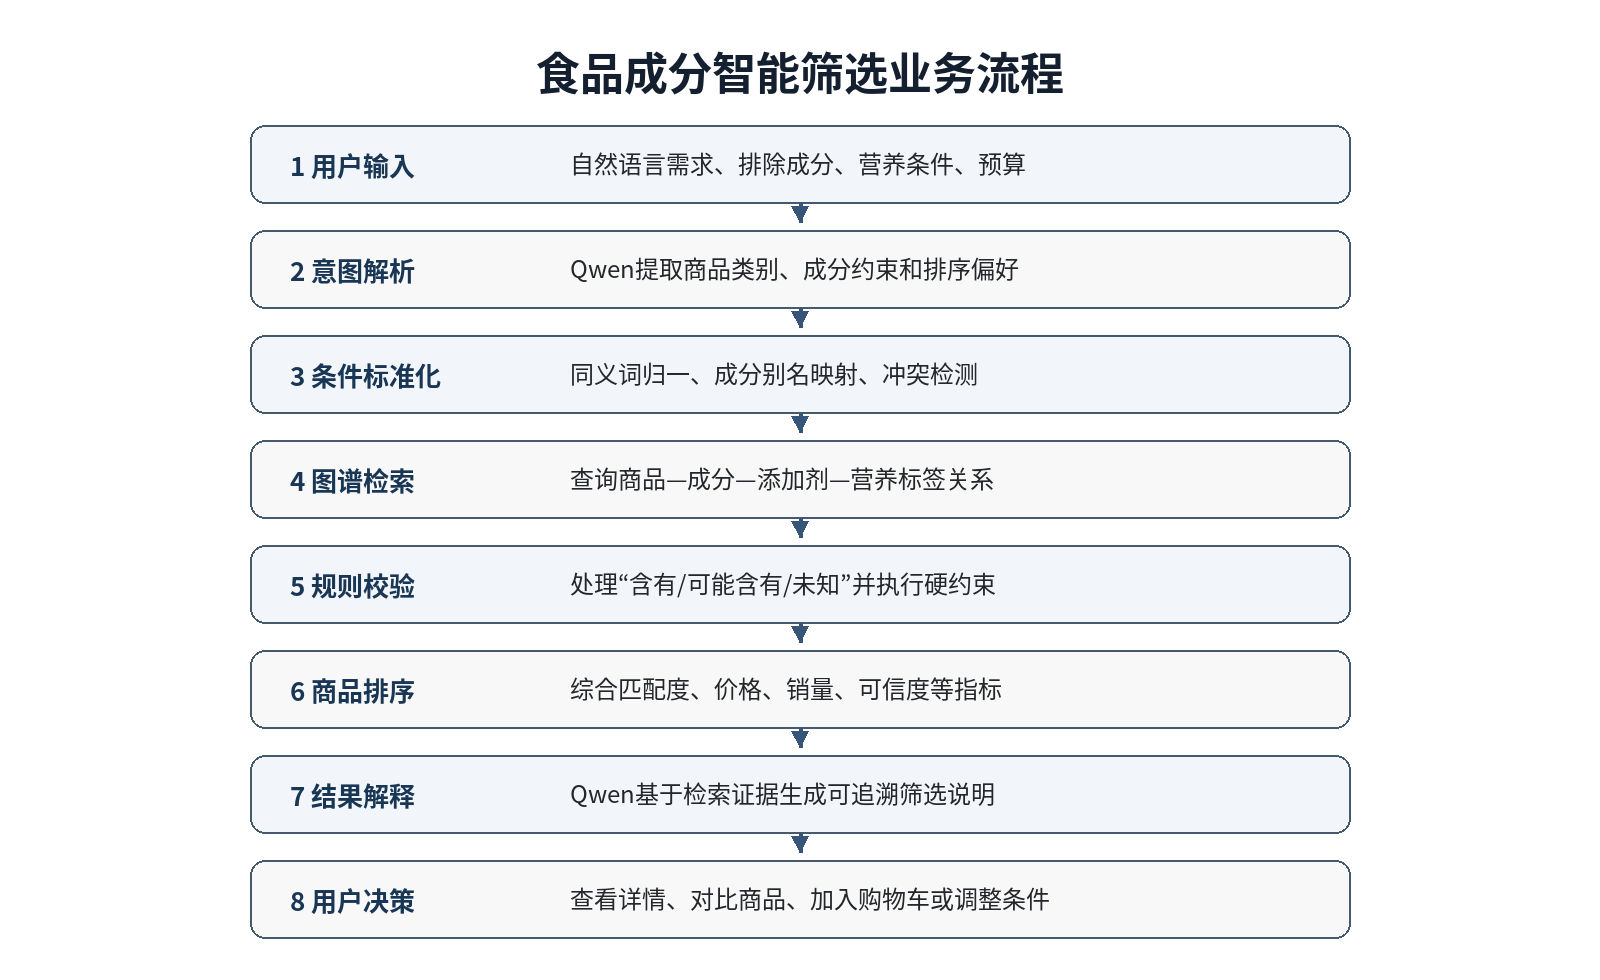 食品成分智能筛选业务流程
1 用户输入 自然语言需求、排除成分、营养条件、预算
2 意图解析 Qwen提取商品类别、成分约束和排序偏好
3 条件标准化 同义词归一、成分别名映射、冲突检测
4 图谱检索 查询商品—成分—添加剂—营养标签关系
5 规则校验 处理“含有/可能含有/未知”并执行硬约束
6 商品排序 综合匹配度、价格、销量、可信度等指标
7 结果解释 Qwen基于检索证据生成可追溯筛选说明
8 用户决策 查看详情、对比商品、加入购物车或调整条件